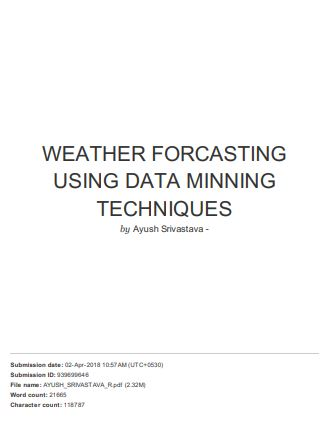 WEATHER FORCASTING
USING DATA MINNING
TECHNIQUES
by Ayush Srivastava -
Submission date: 02-Apr-2018 10:57AM (UTC+0530)
Submission ID: 939699646
File name: AYUSH_SRIVASTAVA_R.pdf (2.32M)
Word count: 21665
Character count: 118787